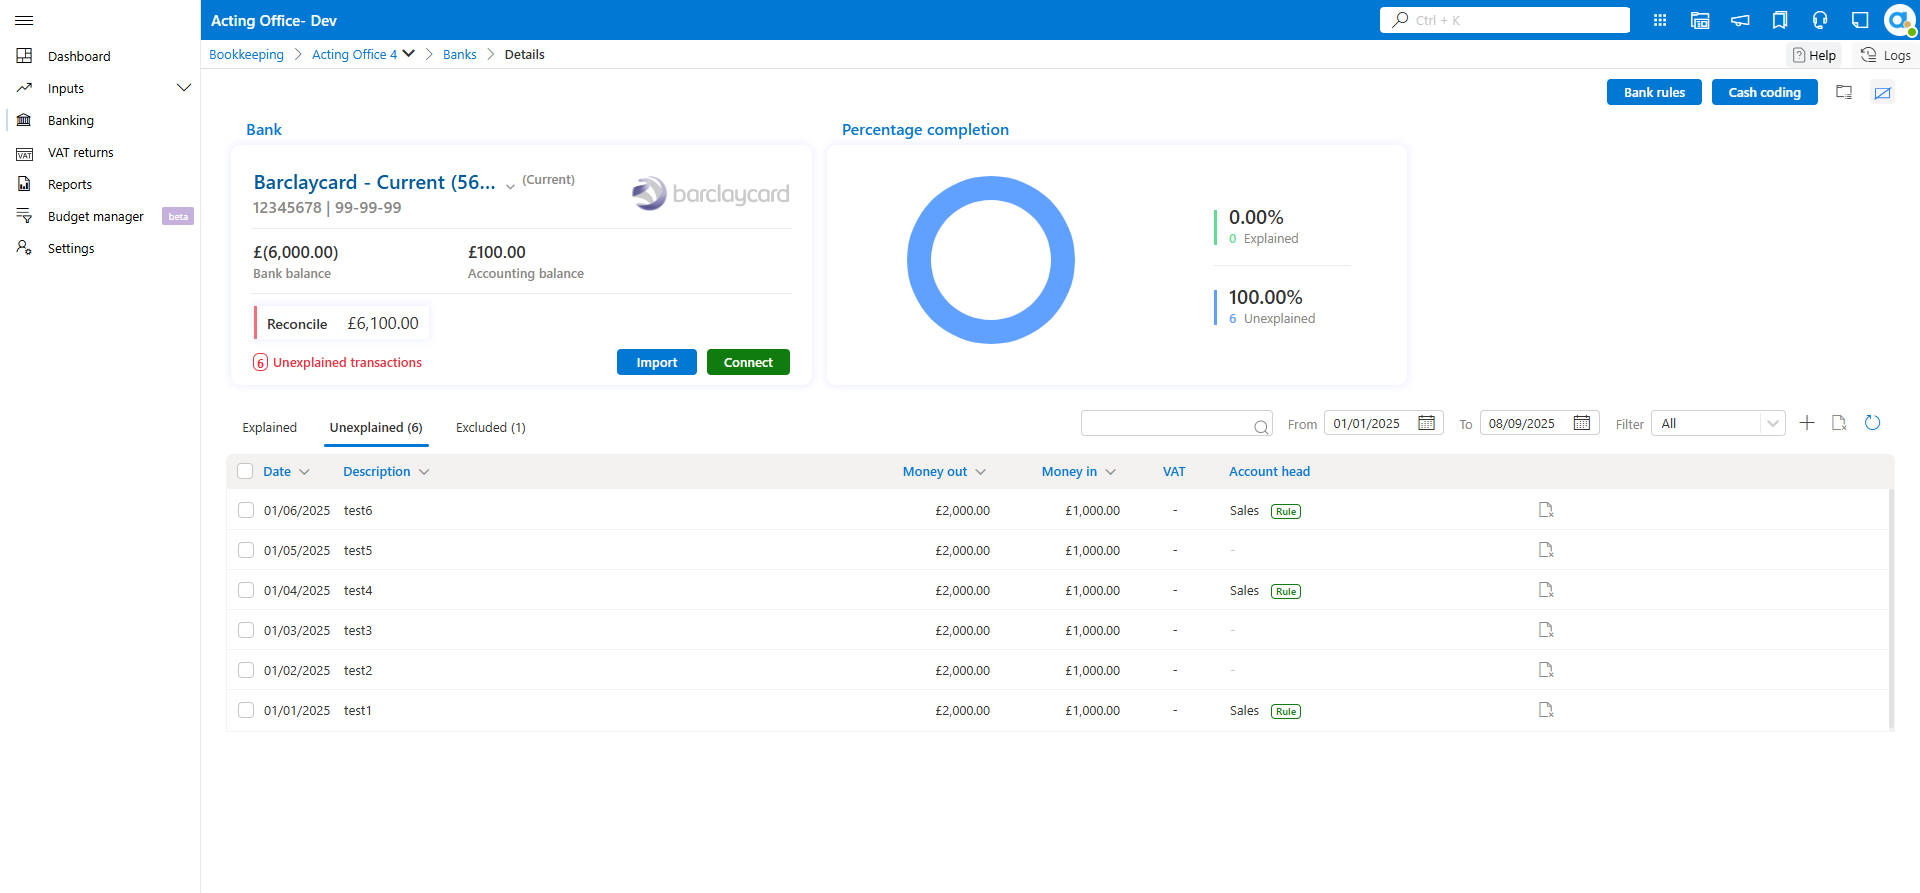 Acting Office- Dev
Ctrl + K
Dashboard
Inputs
Banking
VAT returns
Reports
Budget manager beta
Settings
Bookkeeping Acting Office 4 Banks Details
Help Logs
Bank rules Cash coding
Bank
Barclaycard - Current (56... (Current)
12345678 | 99-99-99
barclaycard
£(6,000.00) £100.00
Bank balance Accounting balance
Reconcile £6,100.00
6 Unexplained transactions
Import Connect
Percentage completion
0.00%
0 Explained
100.00%
6 Unexplained
Explained Unexplained (6) Excluded (1)
From 01/01/2025 To 08/09/2025 Filter All
Date Description Money out Money in VAT Account head
01/06/2025 test6 £2,000.00 £1,000.00 - Sales Rule
01/05/2025 test5 £2,000.00 £1,000.00 - -
01/04/2025 test4 £2,000.00 £1,000.00 - Sales Rule
01/03/2025 test3 £2,000.00 £1,000.00 - -
01/02/2025 test2 £2,000.00 £1,000.00 - -
01/01/2025 test1 £2,000.00 £1,000.00 - Sales Rule